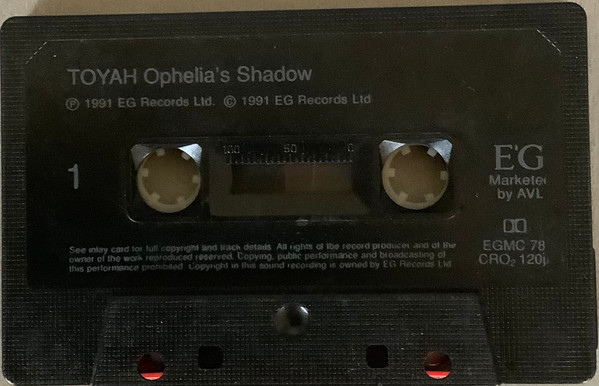 TOYAH Ophelia's Shadow
℗ 1991 EG Records Ltd. © 1991 EG Records Ltd
100 50 0
1
E'G
Markete
by AVL
See inlay card for full copyright and track details. All rights of the record producer and of the
owner of the work reproduced reserved. Copying, public performance and broadcasting of
this performance prohibited. Copyright in this sound recording is owned by EG Records Ltd
EGMC 78
CRO₂ 120µ